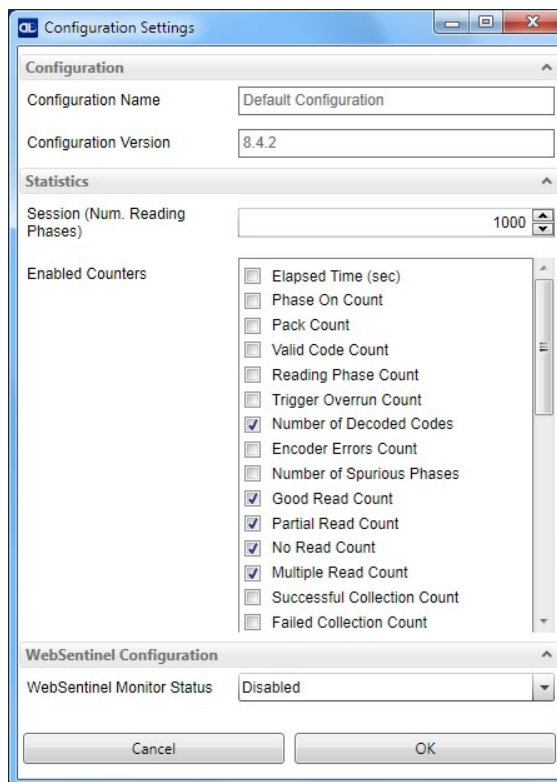 Configuration Settings
Configuration
Configuration Name
Default Configuration
Configuration Version
8.4.2
Statistics
Session (Num. Reading
Phases)
1000
Enabled Counters
Elapsed Time (sec)
Phase On Count
Pack Count
Valid Code Count
Reading Phase Count
Trigger Overrun Count
Number of Decoded Codes
Encoder Errors Count
Number of Spurious Phases
Good Read Count
Partial Read Count
No Read Count
Multiple Read Count
Successful Collection Count
Failed Collection Count
WebSentinel Configuration
WebSentinel Monitor Status
Disabled
Cancel
OK